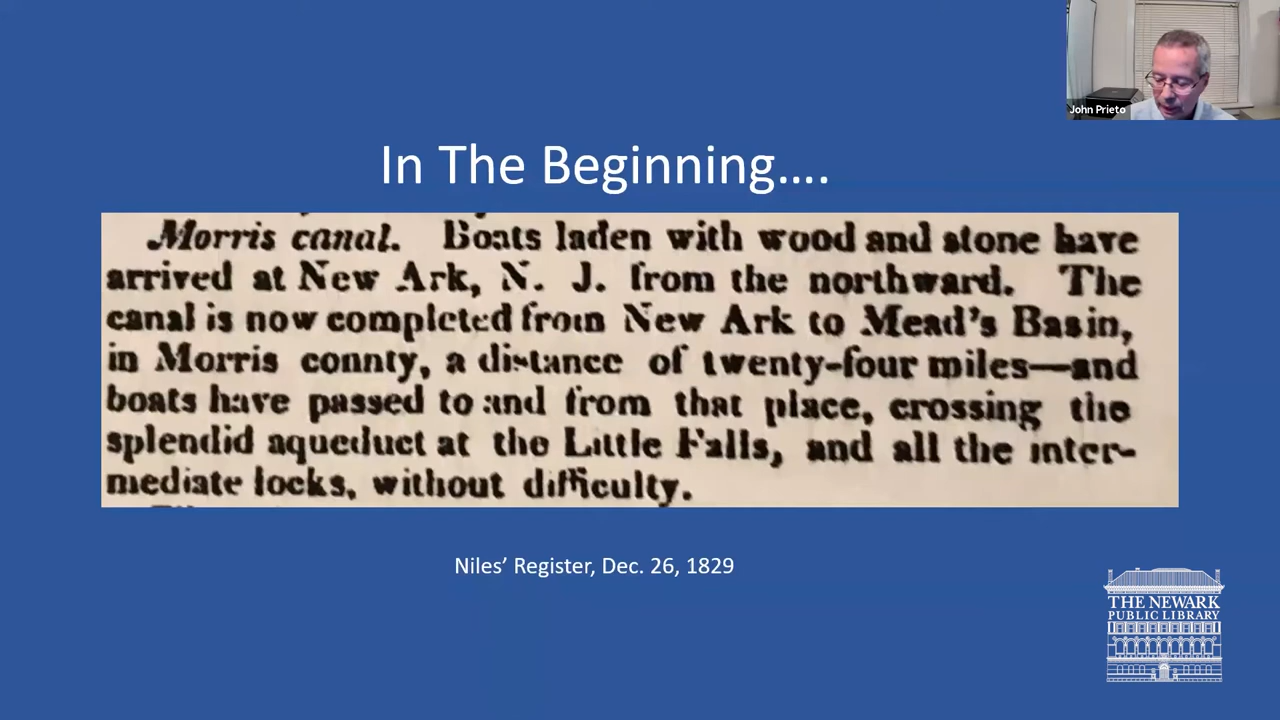 John Prieto
In The Beginning....
Morris canal. Boats laden with wood and stone have
arrived at New Ark, N. J. from the northward. The
canal is now completed from New Ark to Mead's Basin,
in Morris county, a distance of twenty-four miles—and
boats have passed to and from that place, crossing the
splendid aqueduct at the Little Falls, and all the inter-
mediate locks, without difficulty.
Niles' Register, Dec. 26, 1829
THE NEWARK
PUBLIC LIBRARY